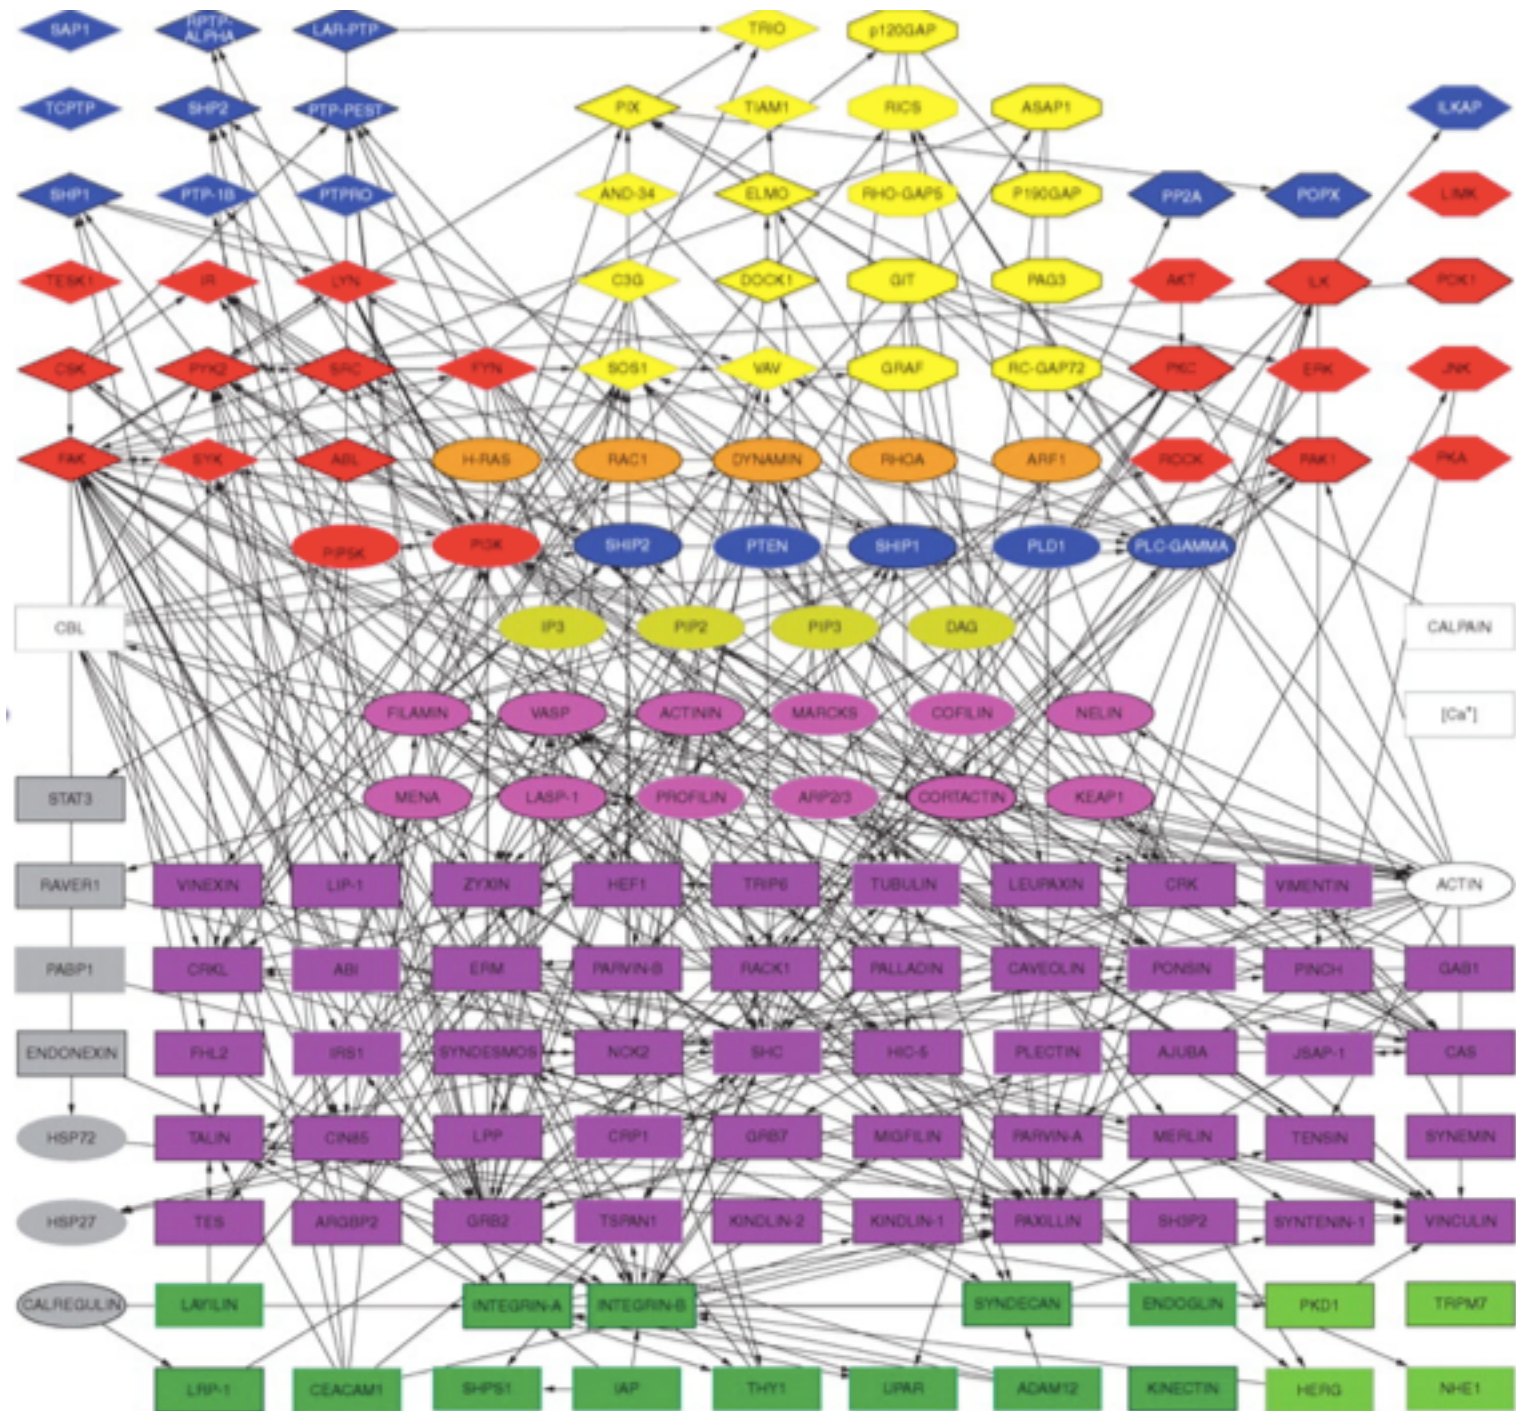 SAP1
RPTP-
ALPHA
LAR-PTP
TRIO
p120GAP
TCPTP
SHP2
PTP-PEST
PIX
TIAM1
RICS
ASAP1
ILKAP
SHP1
PTP-1B
PTPRO
AND-34
ELMO
RHO-GAP5
P190GAP
PP2A
POPX
LIMK
TESK1
IR
LYN
C3G
DOCK1
GIT
PAG3
AKT
ILK
PDK1
CSK
PYK2
SRC
FYN
SOS1
VAV
GRAF
RC-GAP72
PKC
ERK
JNK
FAK
SYK
ABL
H-RAS
RAC1
DYNAMIN
RHOA
ARF1
ROCK
PAK1
PKA
PIP5K
PI3K
SHIP2
PTEN
SHIP1
PLD1
PLC-GAMMA
CBL
IP3
PIP2
PIP3
DAG
CALPAIN
FILAMIN
VASP
ACTININ
MARCKS
COFILIN
NELIN
[Ca⁺]
STAT3
MENA
LASP-1
PROFILIN
ARP2/3
CORTACTIN
KEAP1
RAVER1
VINEXIN
LIP-1
ZYXIN
HEF1
TRIP6
TUBULIN
LEUPAXIN
CRK
VIMENTIN
ACTIN
PABP1
CRKL
ABI
ERM
PARVIN-B
RACK1
PALLADIN
CAVEOLIN
PONSIN
PINCH
GAB1
ENDONEXIN
FHL2
IRS1
SYNDESMOS
NCK2
SHC
HIC-5
PLECTIN
AJUBA
JSAP-1
CAS
HSP72
TALIN
CIN85
LPP
CRP1
GRB7
MIGFILIN
PARVIN-A
MERLIN
TENSIN
SYNEMIN
HSP27
TES
ARGBP2
GRB2
TSPAN1
KINDLIN-2
KINDLIN-1
PAXILLIN
SH3P2
SYNTENIN-1
VINCULIN
CALREGULIN
LAYILIN
INTEGRIN-A
INTEGRIN-B
SYNDECAN
ENDOGLIN
PKD1
TRPM7
LRP-1
CEACAM1
SHPS1
IAP
THY1
UPAR
ADAM12
KINECTIN
HERG
NHE1